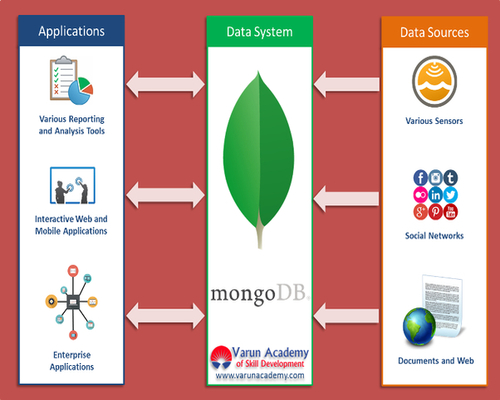 Applications
Various Reporting
and Analysis Tools
Interactive Web and
Mobile Applications
Enterprise
Applications
Data System
mongoDB.
Varun Academy
of Skill Development
www.varunacademy.com
Data Sources
Various Sensors
Social Networks
Documents and Web